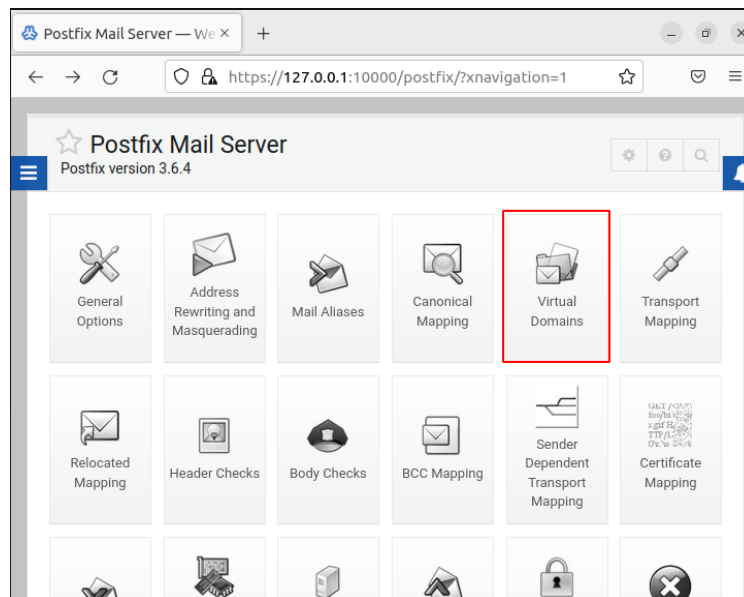 Postfix Mail Server — We
https://127.0.0.1:10000/postfix/?xnavigation=1
Postfix Mail Server
Postfix version 3.6.4
General
Options
Address
Rewriting and
Masquerading
Mail Aliases
Canonical
Mapping
Virtual
Domains
Transport
Mapping
Relocated
Mapping
Header Checks
Body Checks
BCC Mapping
Sender
Dependent
Transport
Mapping
Certificate
Mapping